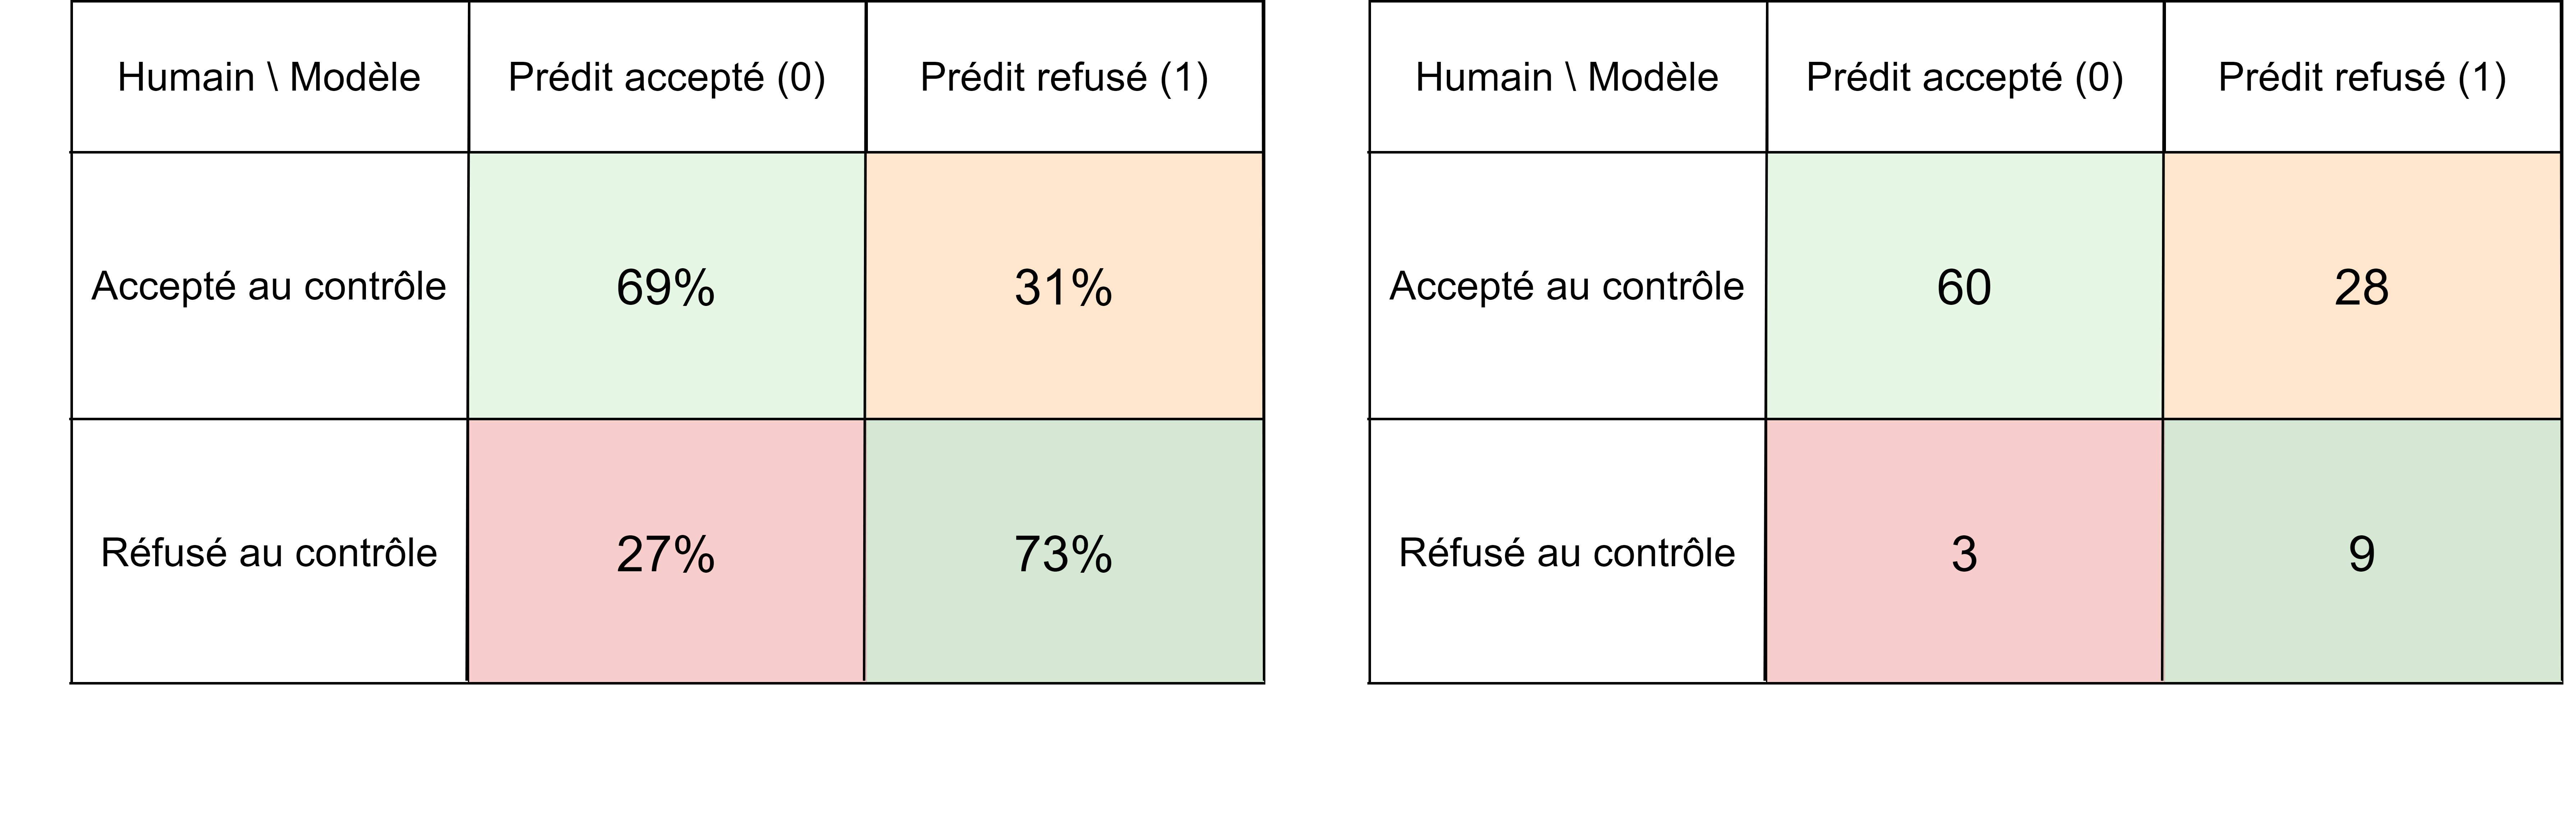 Humain \ Modèle Prédit accepté (0) Prédit refusé (1)
Accepté au contrôle 69% 31%
Réfusé au contrôle 27% 73%
Humain \ Modèle Prédit accepté (0) Prédit refusé (1)
Accepté au contrôle 60 28
Réfusé au contrôle 3 9